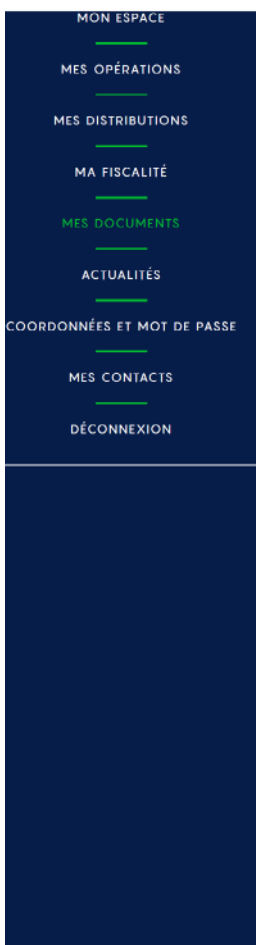 MON ESPACE
MES OPÉRATIONS
MES DISTRIBUTIONS
MA FISCALITÉ
MES DOCUMENTS
ACTUALITÉS
COORDONNÉES ET MOT DE PASSE
MES CONTACTS
DÉCONNEXION